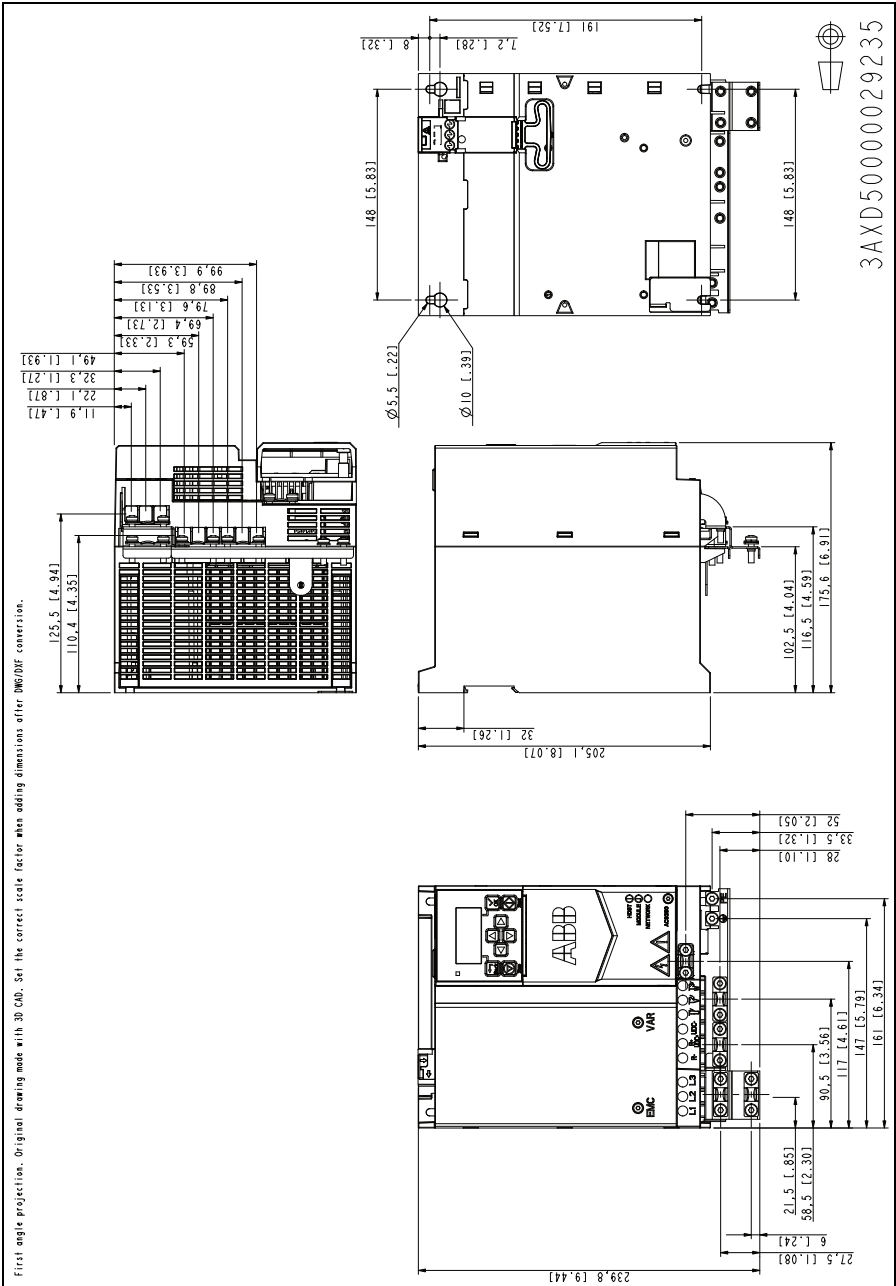 8 [.32]
7,2 [.28]
191 [7.52]
3AXD50000029235
148 [5.83]
148 [5.83]
Ø5,5 [.22]
Ø10 [.39]
99,9 [3.93]
89,8 [3.53]
79,6 [3.13]
69,4 [2.73]
59,3 [2.33]
49,1 [1.93]
32,3 [1.27]
22,1 [.87]
11,9 [.47]
125,5 [4.94]
110,4 [4.35]
102,5 [4.04]
116,5 [4.59]
175,6 [6.91]
32 [1.26]
205,1 [8.07]
First angle projection. Original drawing made with 3D CAD. Set the correct scale factor when adding dimensions after DWG/DXF conversion.
52 [2.05]
33,5 [1.32]
28 [1.10]
ABB
HOST
MODULE
NETWORK
VAR
EMC
UDC-
R-
L3
L2
L1
90,5 [3.56]
117 [4.61]
147 [5.79]
161 [6.34]
21,5 [.85]
58,5 [2.30]
6 [.24]
27,5 [1.08]
239,8 [9.44]